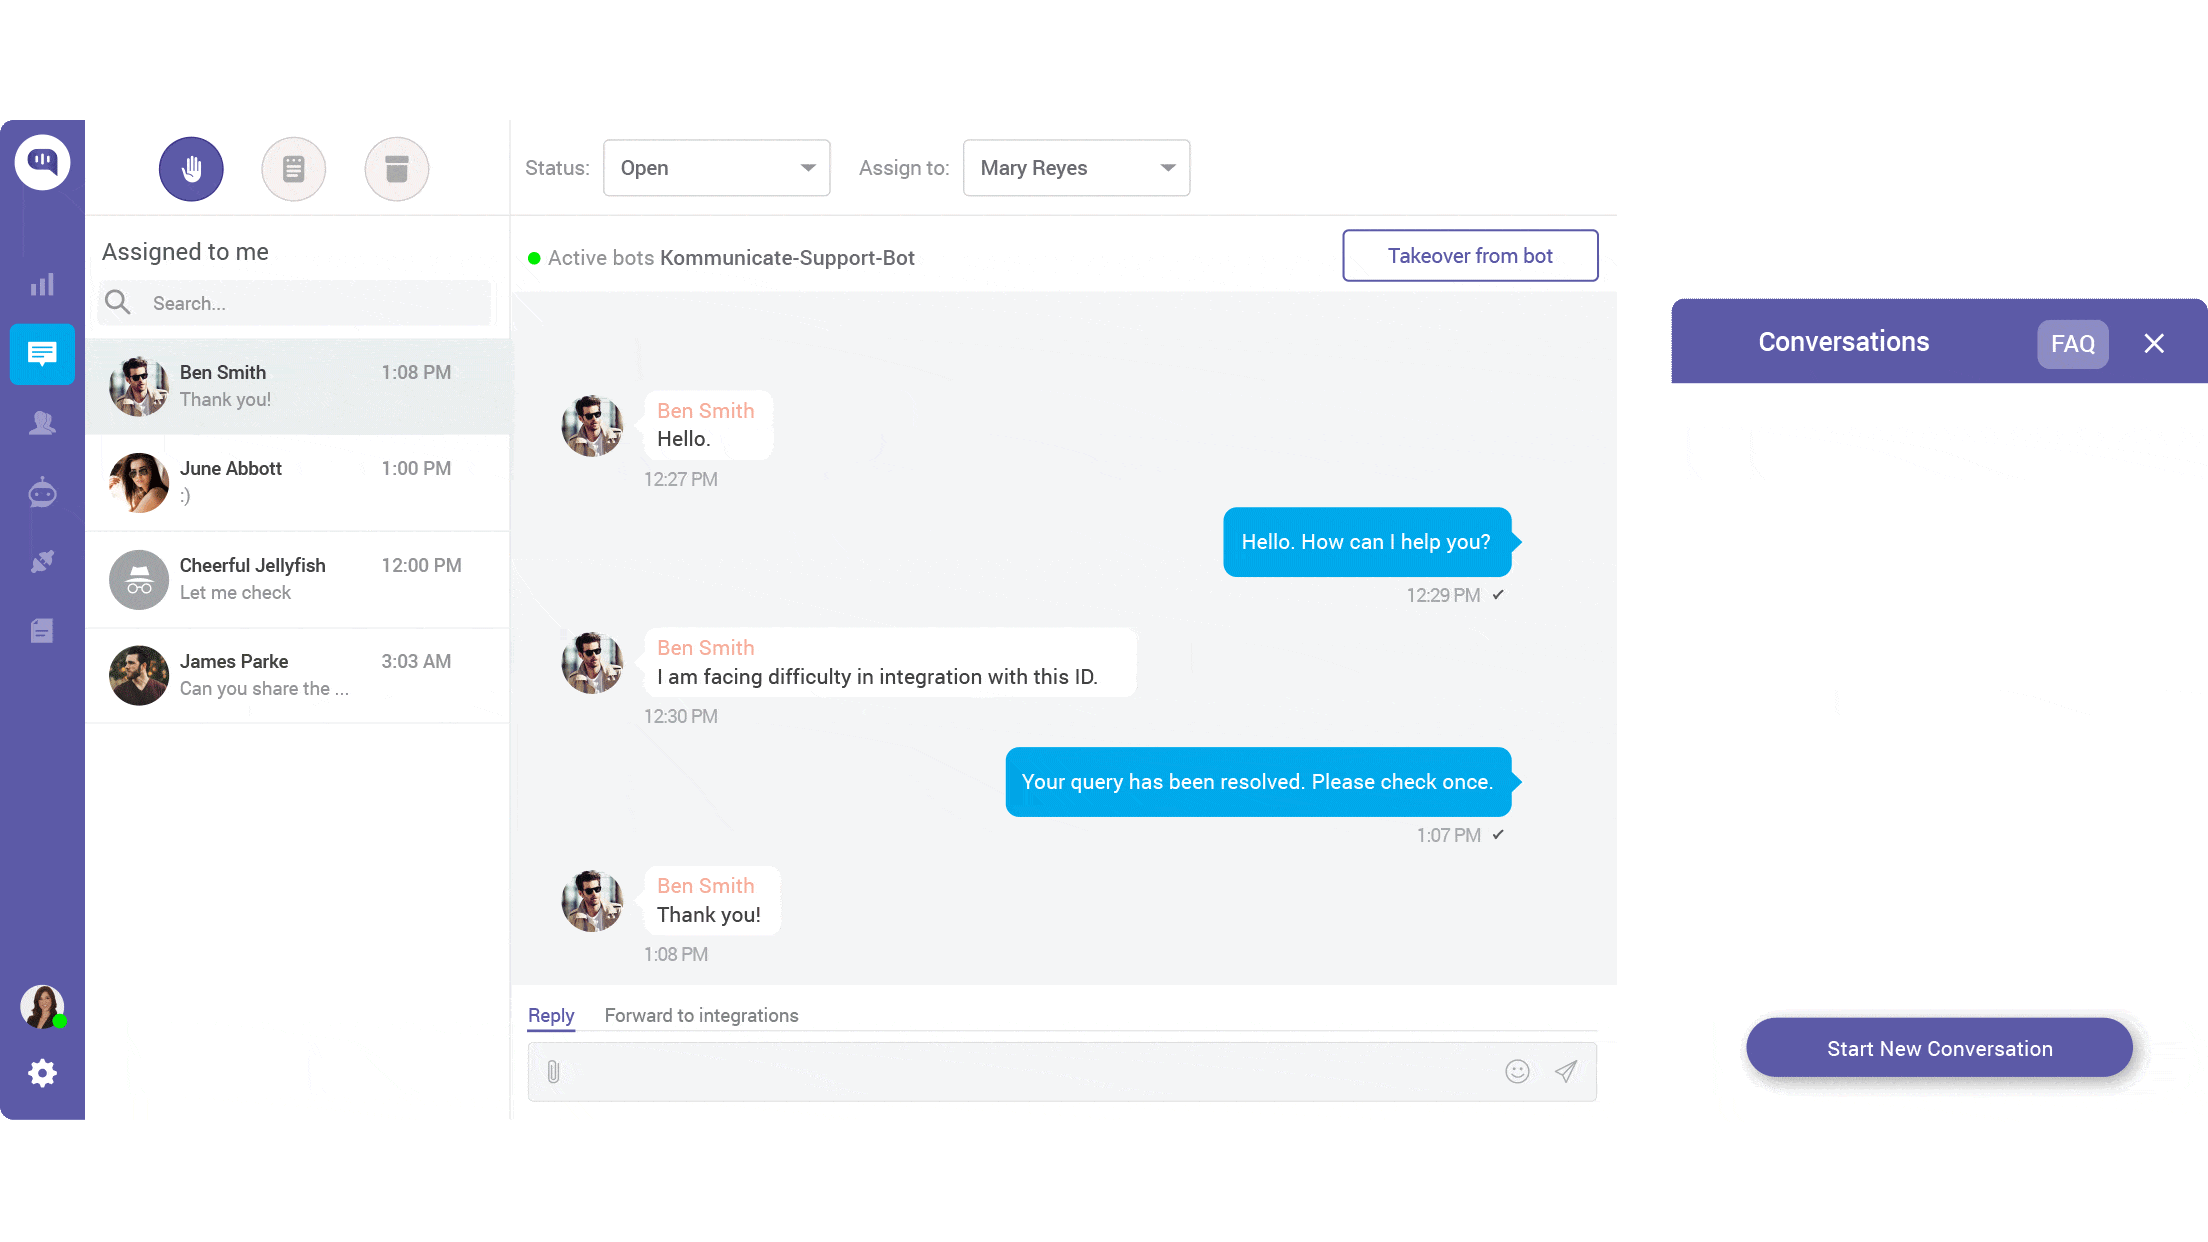 Status:
Open
Assign to:
Mary Reyes
Assigned to me
Search...
Ben Smith
1:08 PM
Thank you!
June Abbott
1:00 PM
:)
Cheerful Jellyfish
12:00 PM
Let me check
James Parke
3:03 AM
Can you share the ...
Active bots Kommunicate-Support-Bot
Takeover from bot
Ben Smith
Hello.
12:27 PM
Hello. How can I help you?
12:29 PM ✓
Ben Smith
I am facing difficulty in integration with this ID.
12:30 PM
Your query has been resolved. Please check once.
1:07 PM ✓
Ben Smith
Thank you!
1:08 PM
Reply
Forward to integrations
Conversations
FAQ
Start New Conversation